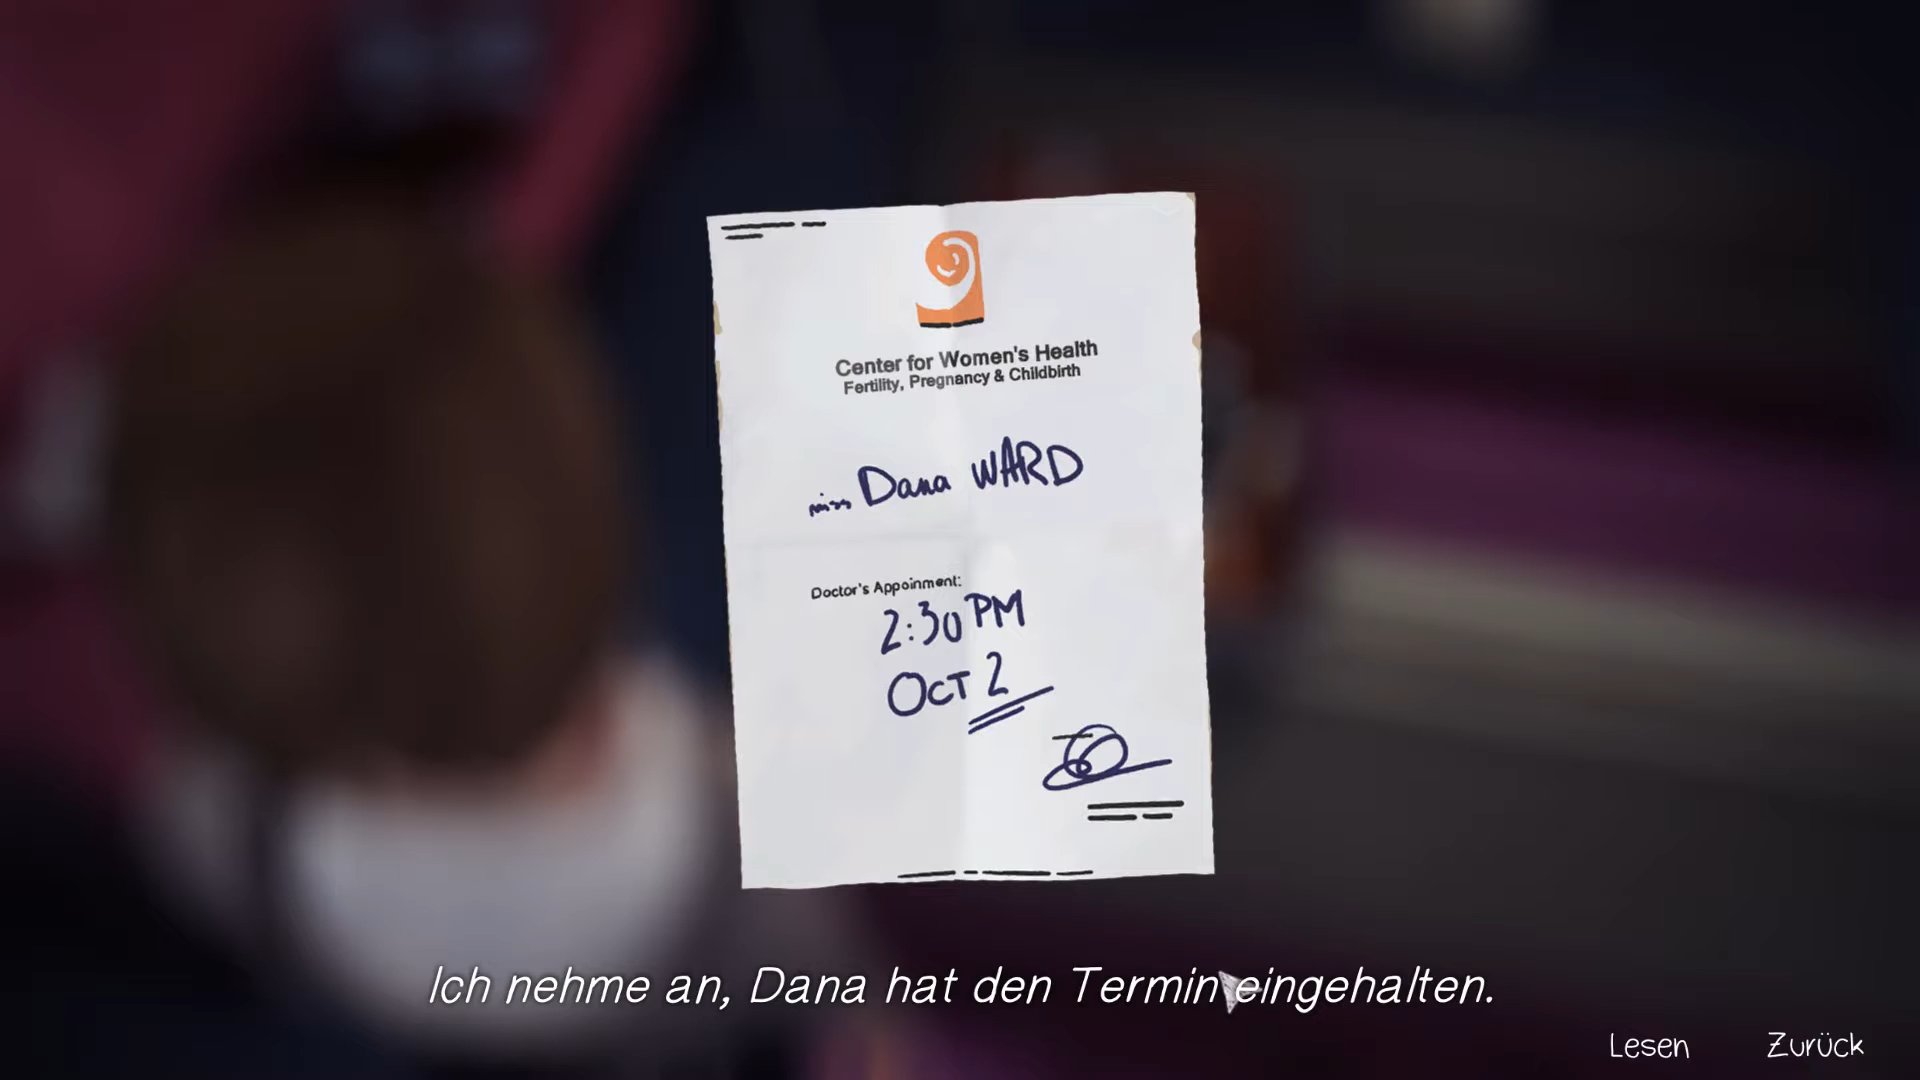 Center for Women's Health
Fertility, Pregnancy & Childbirth
miss Dana WARD
Doctor's Appoinment:
2:30 PM
OCT 2
Ich nehme an, Dana hat den Termin eingehalten.
Lesen Zurück